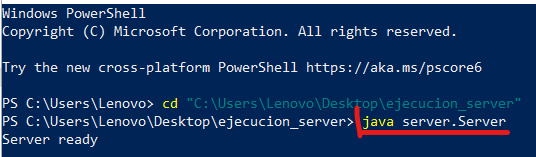 Windows PowerShell
Copyright (C) Microsoft Corporation. All rights reserved.
Try the new cross-platform PowerShell https://aka.ms/pscore6
PS C:\Users\Lenovo> cd "C:\Users\Lenovo\Desktop\ejecucion_server"
PS C:\Users\Lenovo\Desktop\ejecucion_server> java server.Server
Server ready